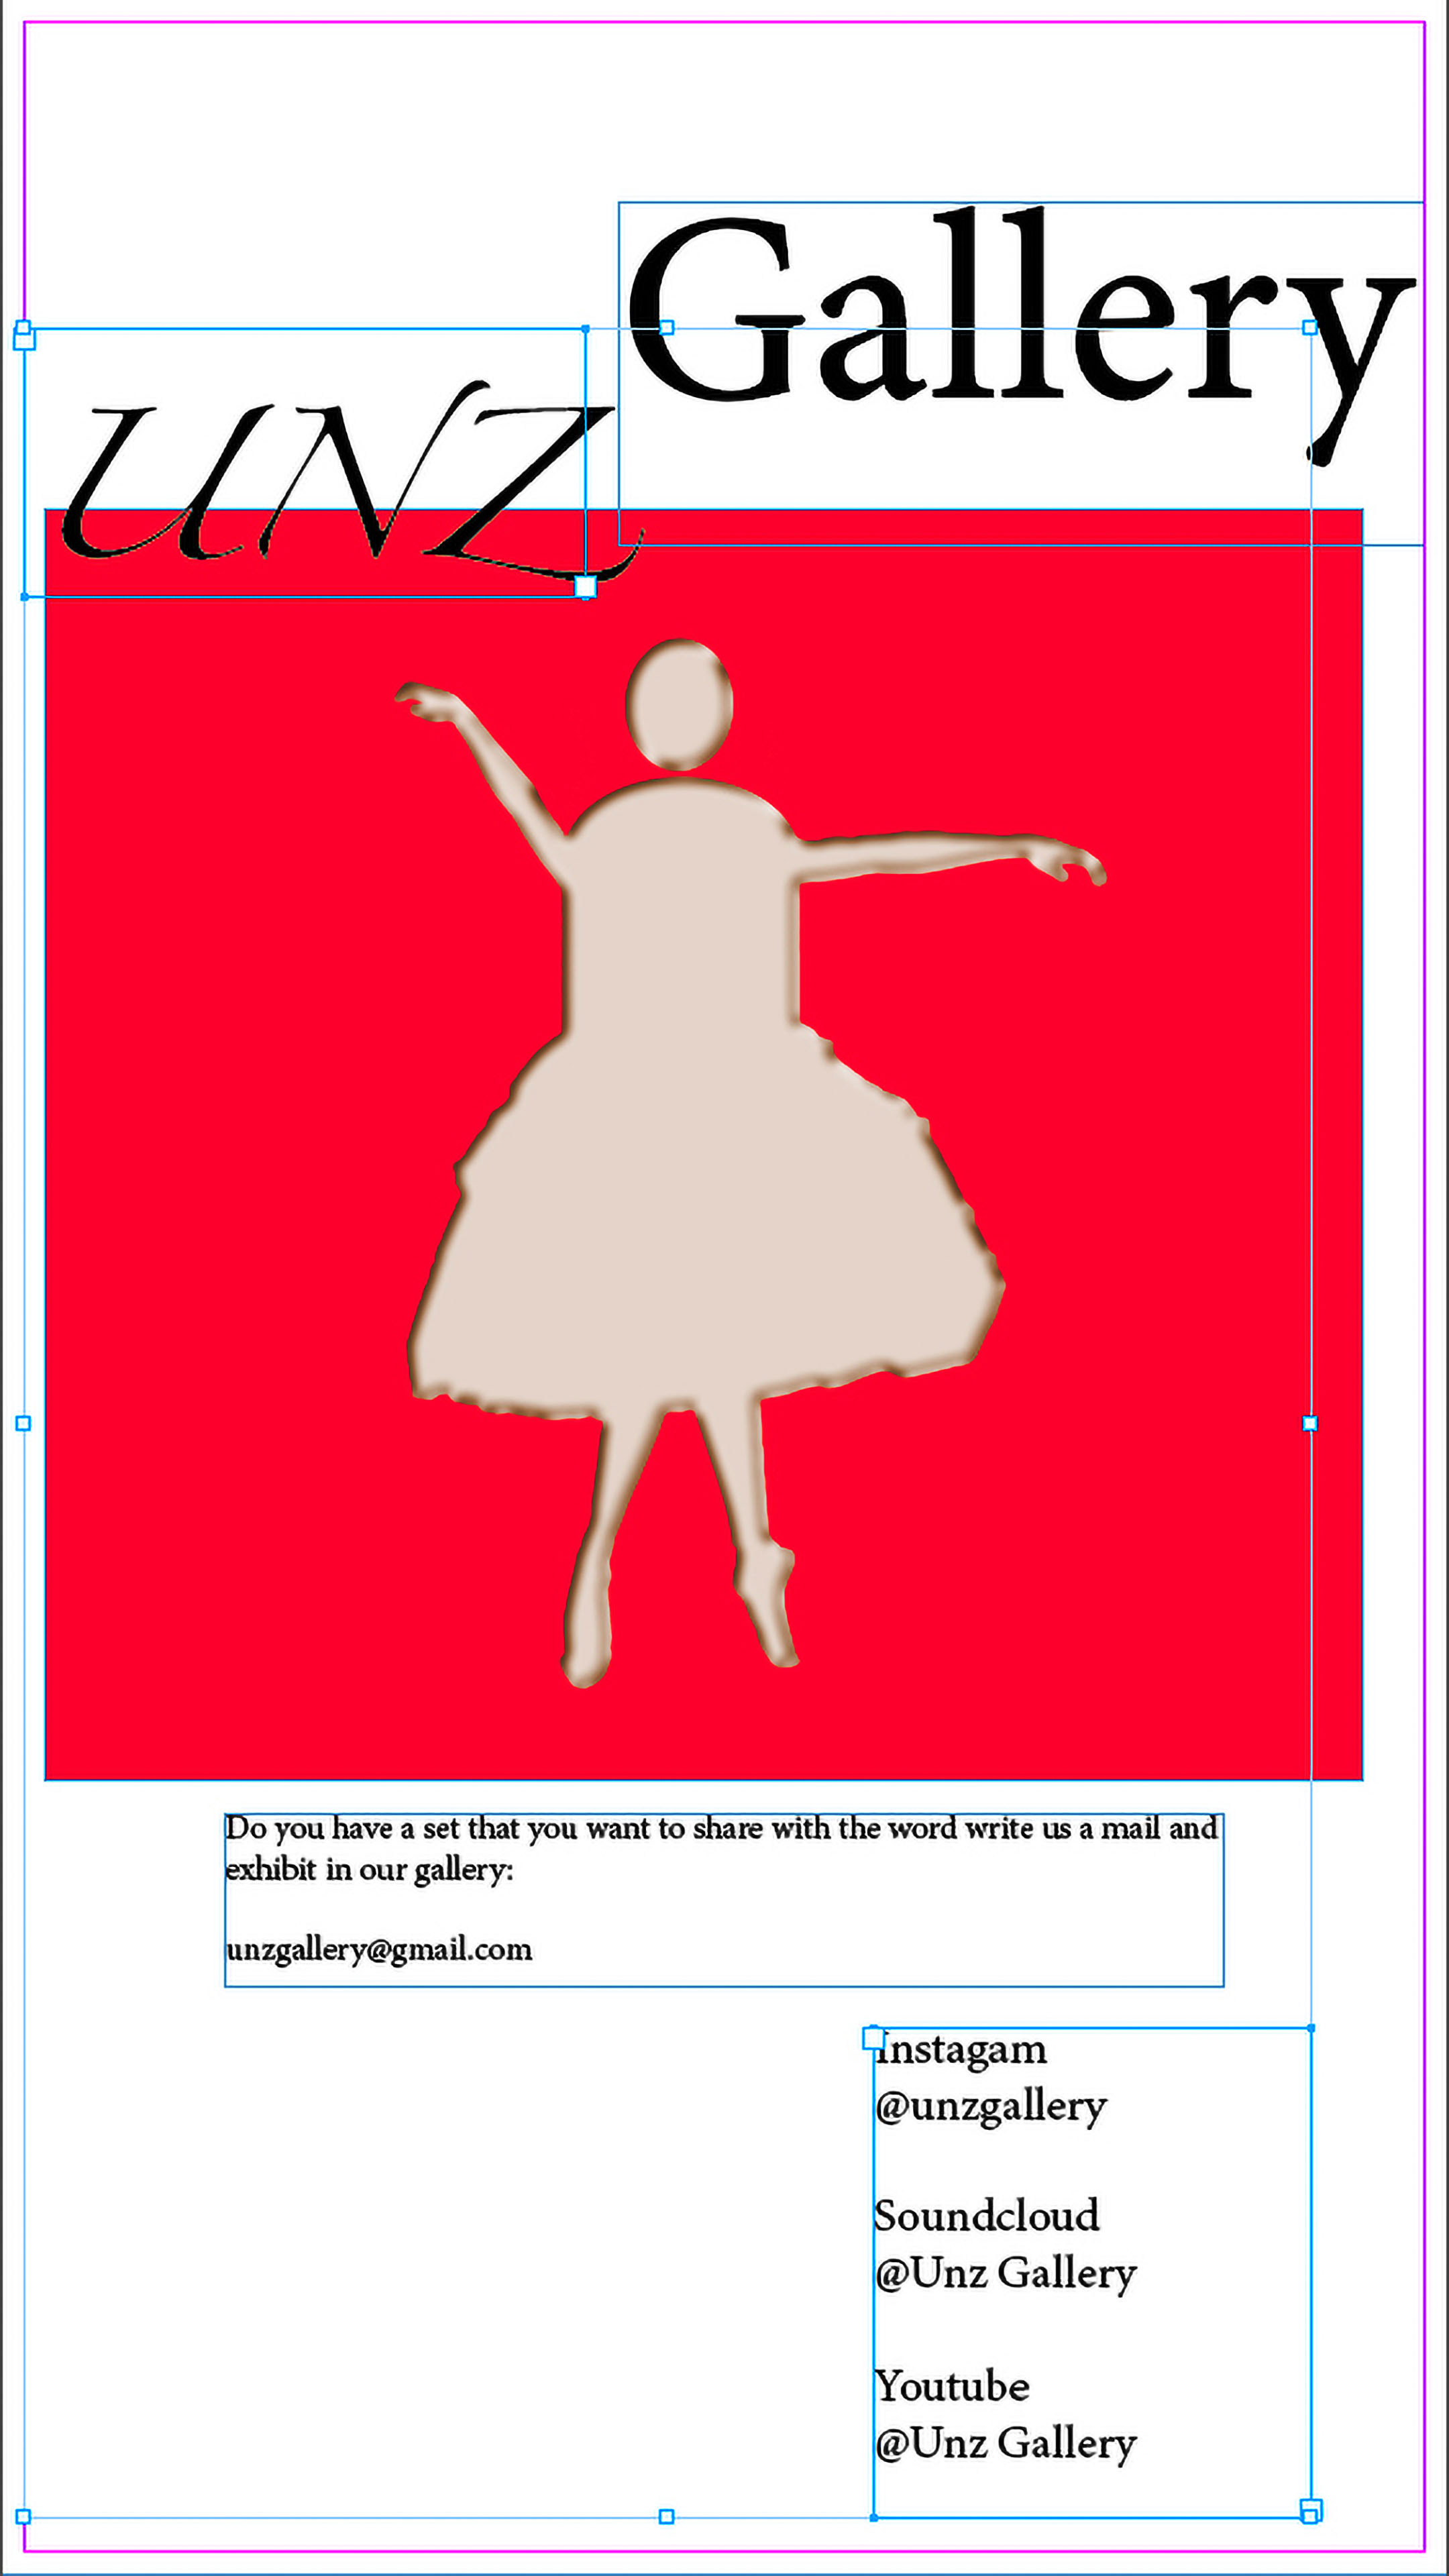 Gallery
UNZ
Do you have a set that you want to share with the word write us a mail and
exhibit in our gallery:
unzgallery@gmail.com
Instagam
@unzgallery
Soundcloud
@Unz Gallery
Youtube
@Unz Gallery